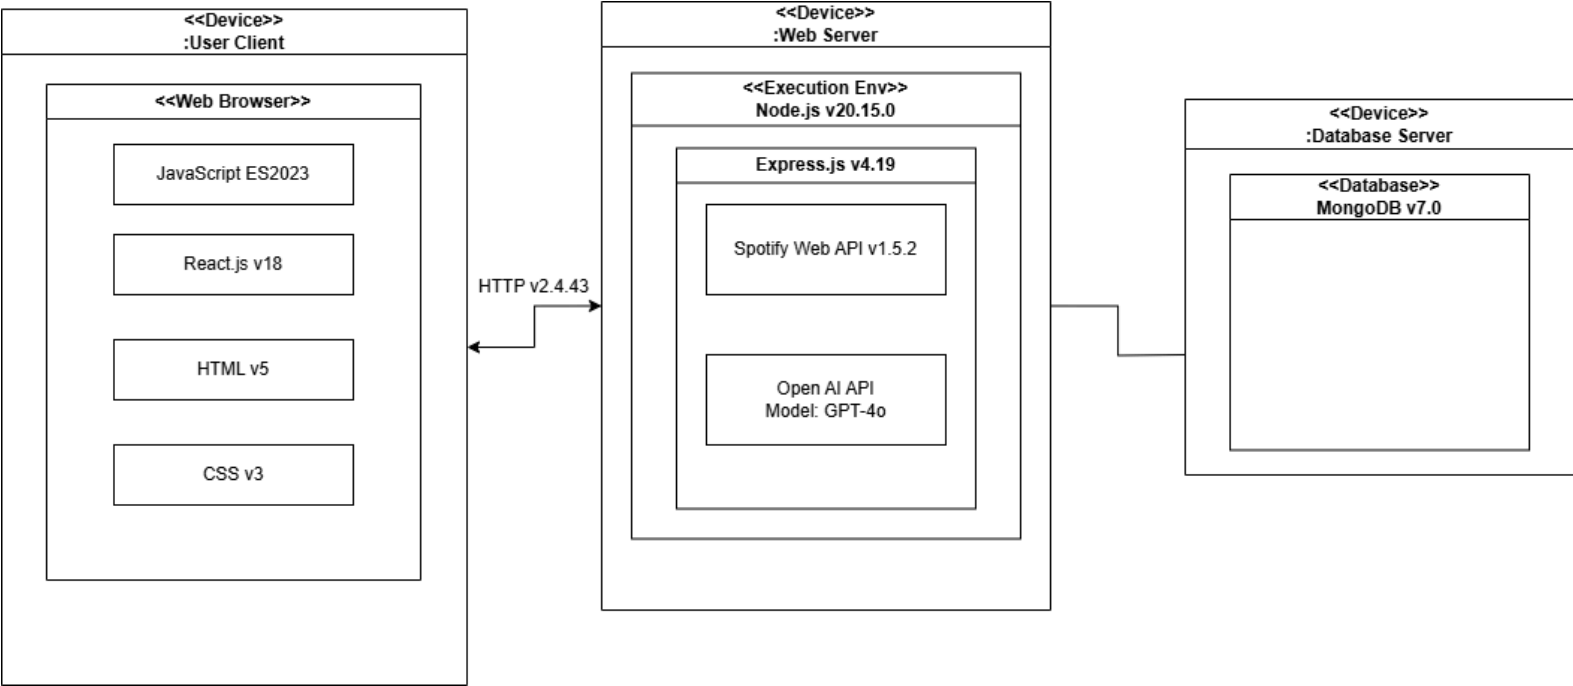 <<Device>>
:User Client
<<Web Browser>>
JavaScript ES2023
React.js v18
HTML v5
CSS v3
HTTP v2.4.43
<<Device>>
:Web Server
<<Execution Env>>
Node.js v20.15.0
Express.js v4.19
Spotify Web API v1.5.2
Open AI API
Model: GPT-4o
<<Device>>
:Database Server
<<Database>>
MongoDB v7.0